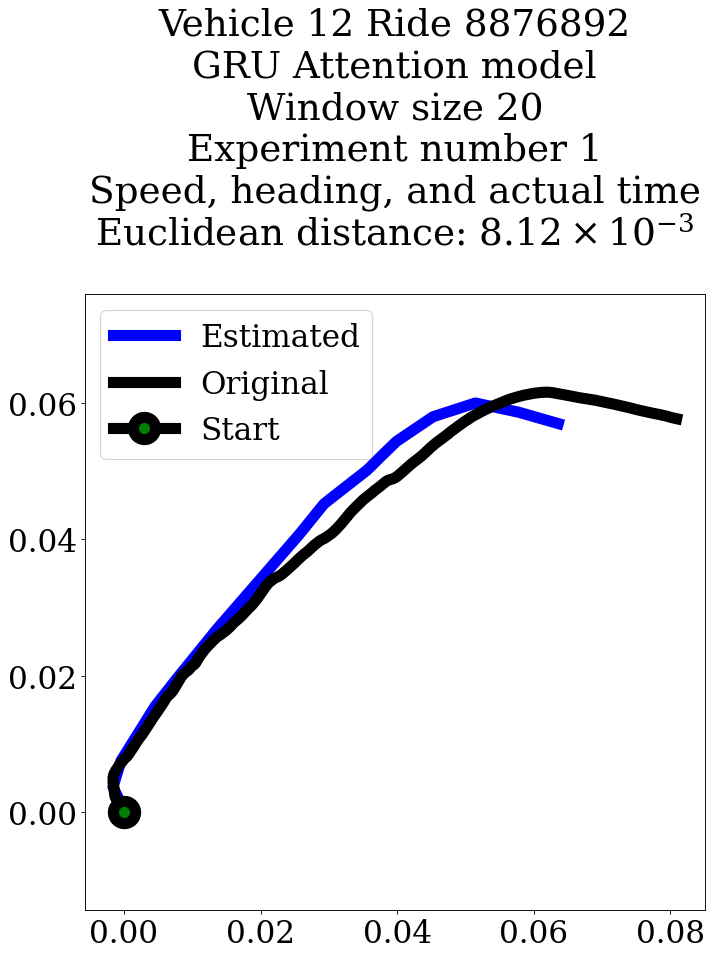 Vehicle 12 Ride 8876892
GRU Attention model
Window size 20
Experiment number 1
Speed, heading, and actual time
Euclidean distance: 8.12 × 10⁻³
Estimated
Original
Start
0.06
0.04
0.02
0.00
0.00 0.02 0.04 0.06 0.08